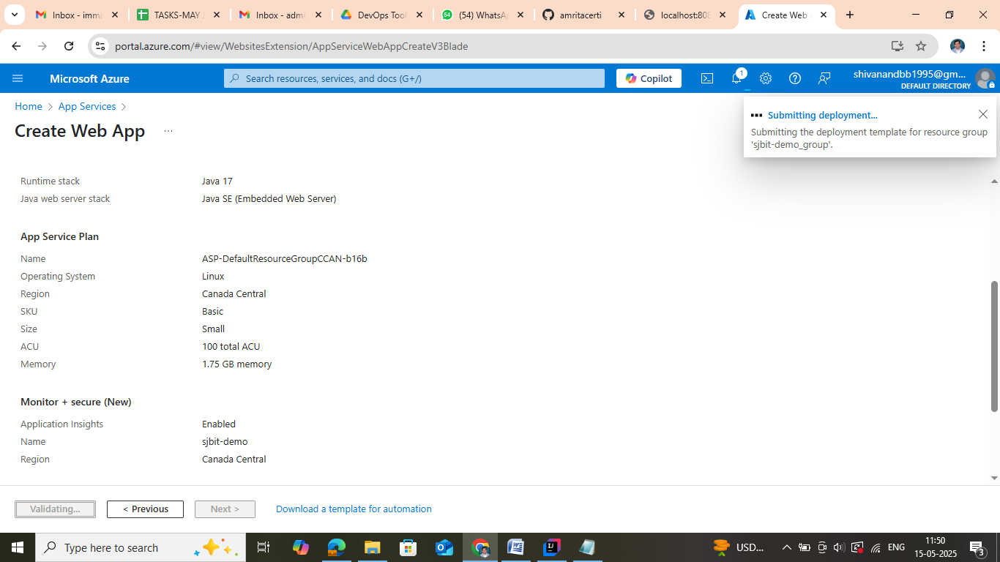 Inbox - imma
TASKS-MAY
Inbox - admi
DevOps Tool
(54) WhatsA
amritacerti
localhost:808
Create Web A
portal.azure.com/#view/WebsitesExtension/AppServiceWebAppCreateV3Blade
Microsoft Azure
Search resources, services, and docs (G+/)
Copilot
1
shivanandbb1995@gm...
DEFAULT DIRECTORY
Home > App Services >
Create Web App ...
Submitting deployment...
Submitting the deployment template for resource group
'sjbit-demo_group'.
Runtime stack Java 17
Java web server stack Java SE (Embedded Web Server)
App Service Plan
Name ASP-DefaultResourceGroupCCAN-b16b
Operating System Linux
Region Canada Central
SKU Basic
Size Small
ACU 100 total ACU
Memory 1.75 GB memory
Monitor + secure (New)
Application Insights Enabled
Name sjbit-demo
Region Canada Central
Validating...
< Previous
Next >
Download a template for automation
Type here to search
USD...
ENG
11:50
15-05-2025
3